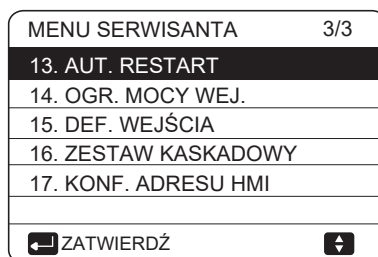 MENU SERWISANTA 3/3
13. AUT. RESTART
14. OGR. MOCY WEJ.
15. DEF. WEJŚCIA
16. ZESTAW KASKADOWY
17. KONF. ADRESU HMI
ZATWIERDŹ